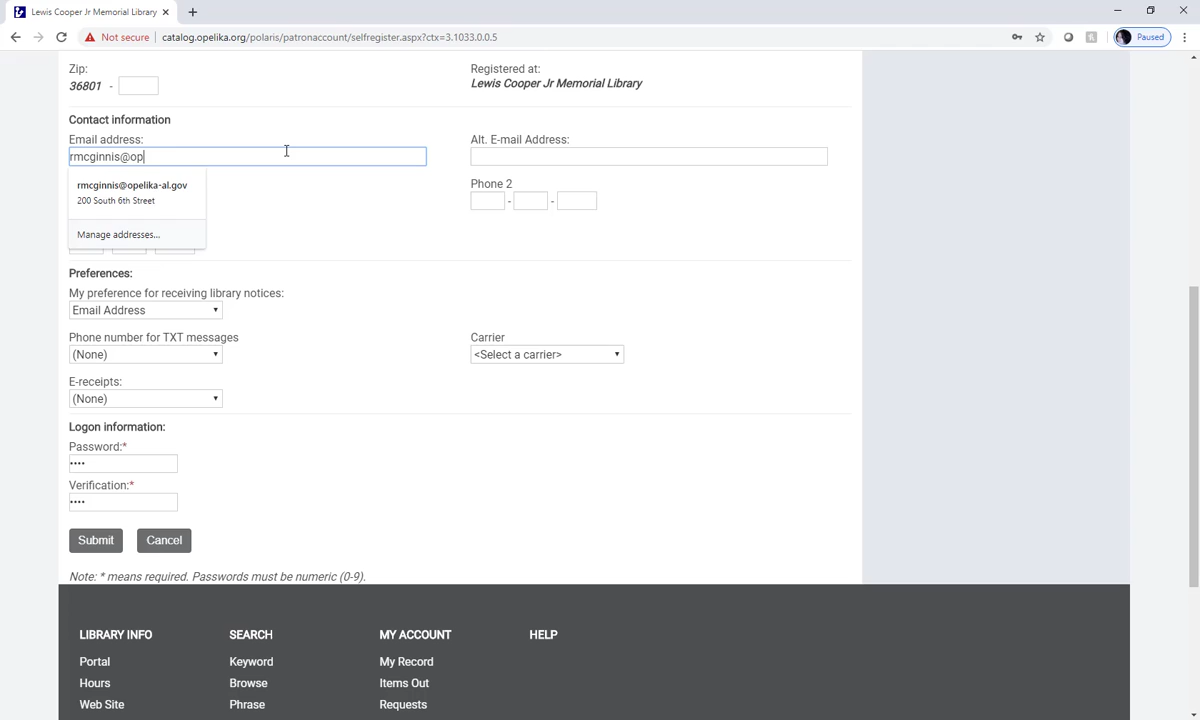 Lewis Cooper Jr Memorial Library
Not secure catalog.opelika.org/polaris/patronaccount/selfregister.aspx?ctx=3.1033.0.0.5 Paused
Zip: Registered at:
36801 - Lewis Cooper Jr Memorial Library
Contact information
Email address: Alt. E-mail Address:
rmcginnis@op
rmcginnis@opelika-al.gov Phone 2
200 South 6th Street - -
Manage addresses...
Preferences:
My preference for receiving library notices:
Email Address
Phone number for TXT messages Carrier
(None) <Select a carrier>
E-receipts:
(None)
Logon information:
Password:*
••••
Verification:*
••••
Submit Cancel
Note: * means required. Passwords must be numeric (0-9).
LIBRARY INFO SEARCH MY ACCOUNT HELP
Portal Keyword My Record
Hours Browse Items Out
Web Site Phrase Requests